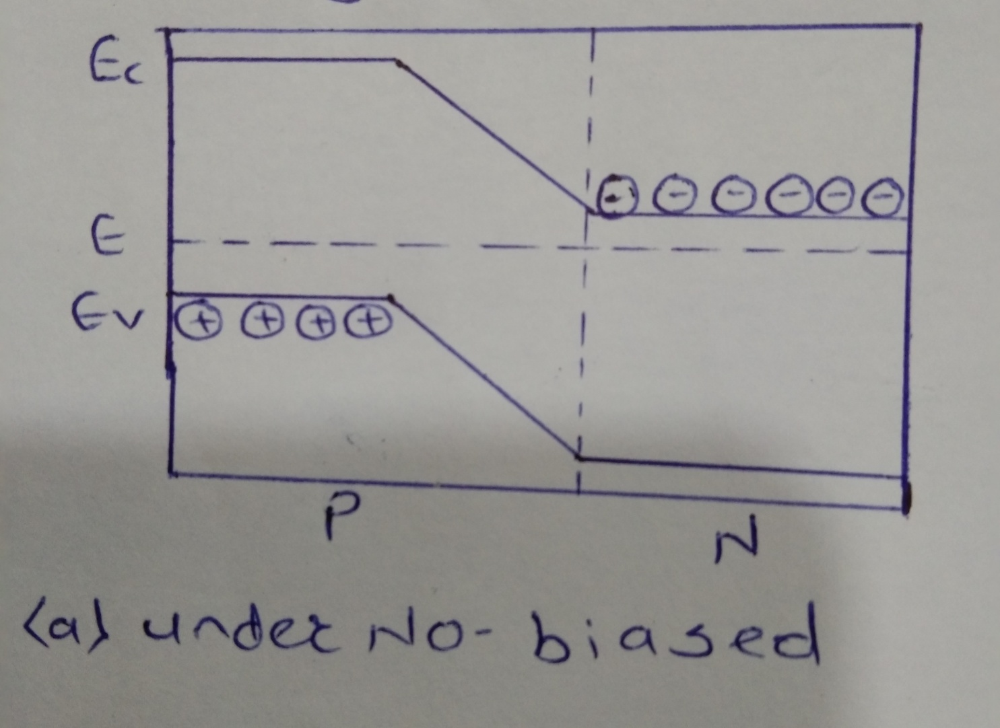 Ec
E
Ev
- - - - - -
+ + + +
P
N
(a) under No-biased